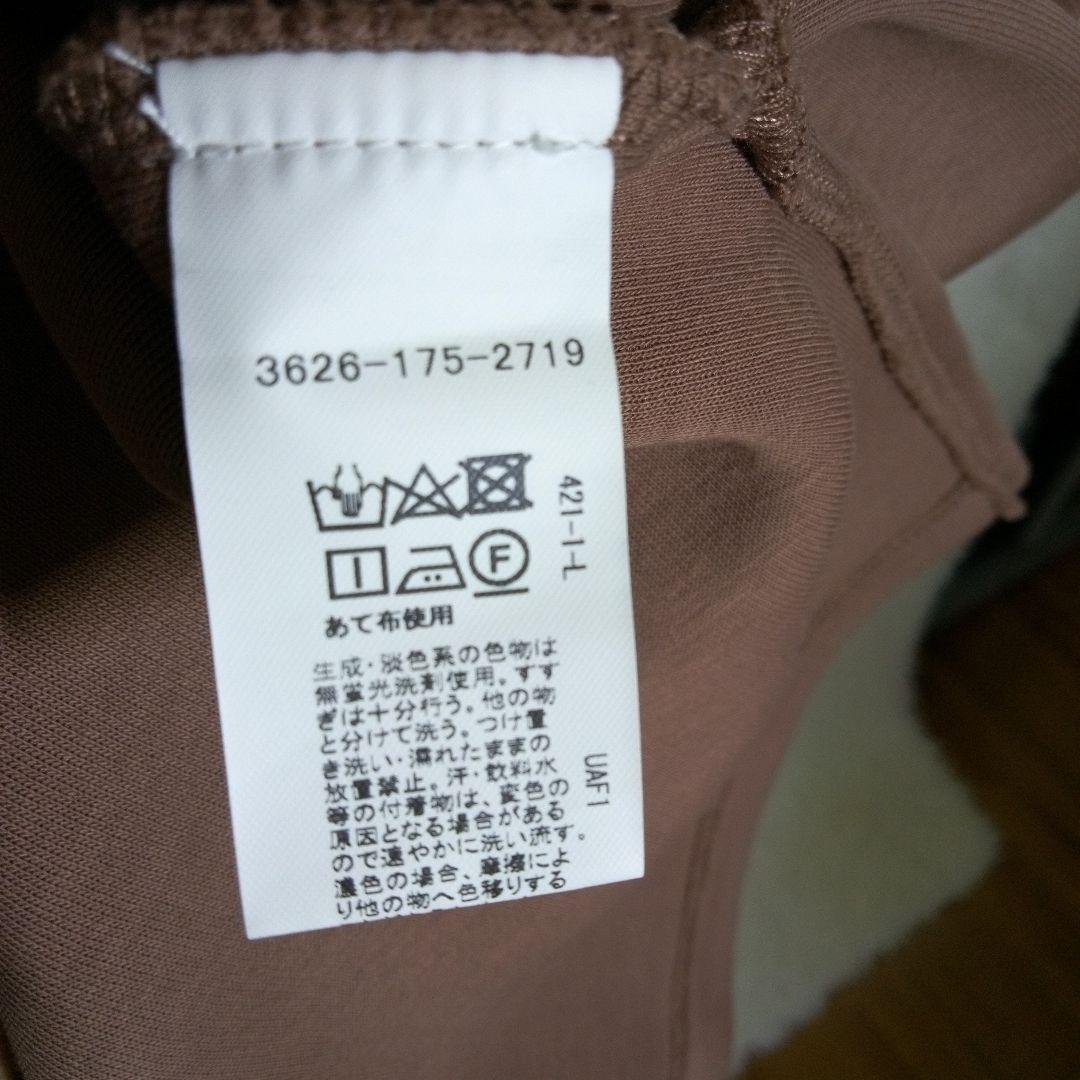 3626-175-2719
421-1-L
F
あて布使用
生成・淡色系の色物は
無蛍光洗剤使用。すす
ぎは十分行う。他の物
と分けて洗う。つけ置
き洗い・濡れたままの
放置禁止。汗・飲料水
等の付着物は、変色の
原因となる場合がある
ので速やかに洗い流す。
濃色の場合、摩擦によ
り他の物へ色移りする
UAF1